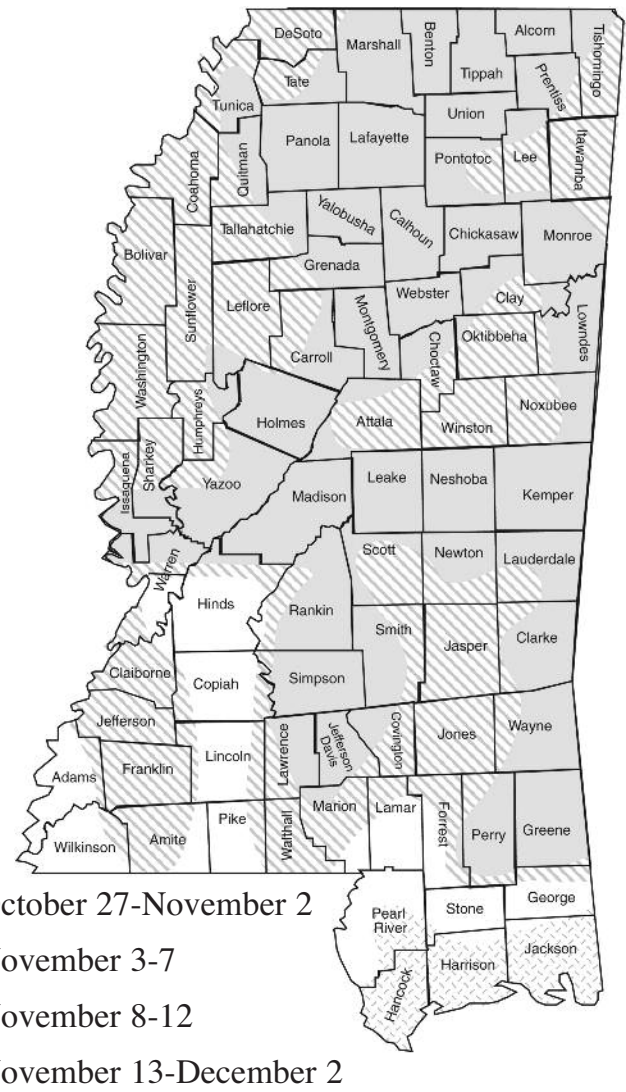 DeSoto
Marshall
Benton
Alcorn
Tippah
Tishomingo
Prentiss
Tate
Tunica
Union
Panola
Lafayette
Quitman
Coahoma
Pontotoc
Lee
Itawamba
Yalobusha
Calhoun
Tallahatchie
Chickasaw
Monroe
Bolivar
Sunflower
Grenada
Leflore
Webster
Clay
Montgomery
Lowndes
Carroll
Choctaw
Oktibbeha
Washington
Humphreys
Holmes
Attala
Winston
Noxubee
Issaquena
Sharkey
Yazoo
Madison
Leake
Neshoba
Kemper
Warren
Scott
Newton
Lauderdale
Hinds
Rankin
Smith
Jasper
Clarke
Claiborne
Copiah
Simpson
Jefferson
Lincoln
Lawrence
Jefferson
Davis
Covington
Jones
Wayne
Adams
Franklin
Wilkinson
Amite
Pike
Walthall
Marion
Lamar
Forrest
Perry
Greene
ctober 27-November 2
ovember 3-7
ovember 8-12
ovember 13-December 2
Pearl
River
Stone
George
Hancock
Harrison
Jackson